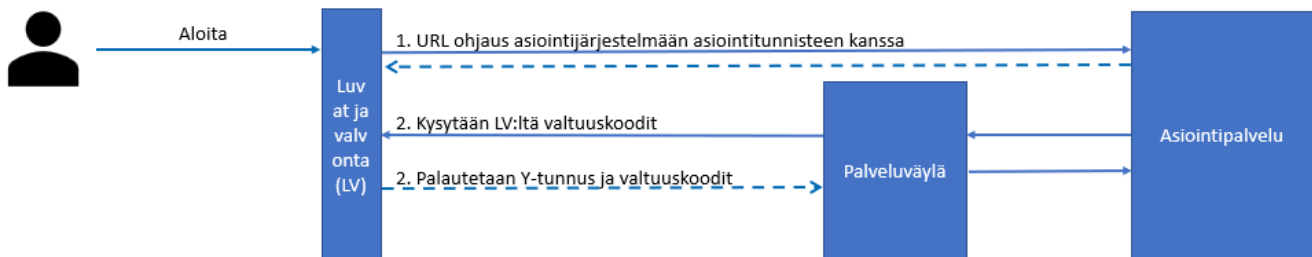 Aloita
1. URL ohjaus asiointijärjestelmään asiointitunnisteen kanssa
Luv
at ja
valv
onta
(LV)
2. Kysytään LV:ltä valtuuskoodit
2. Palautetaan Y-tunnus ja valtuuskoodit
Palveluväylä
Asiointipalvelu